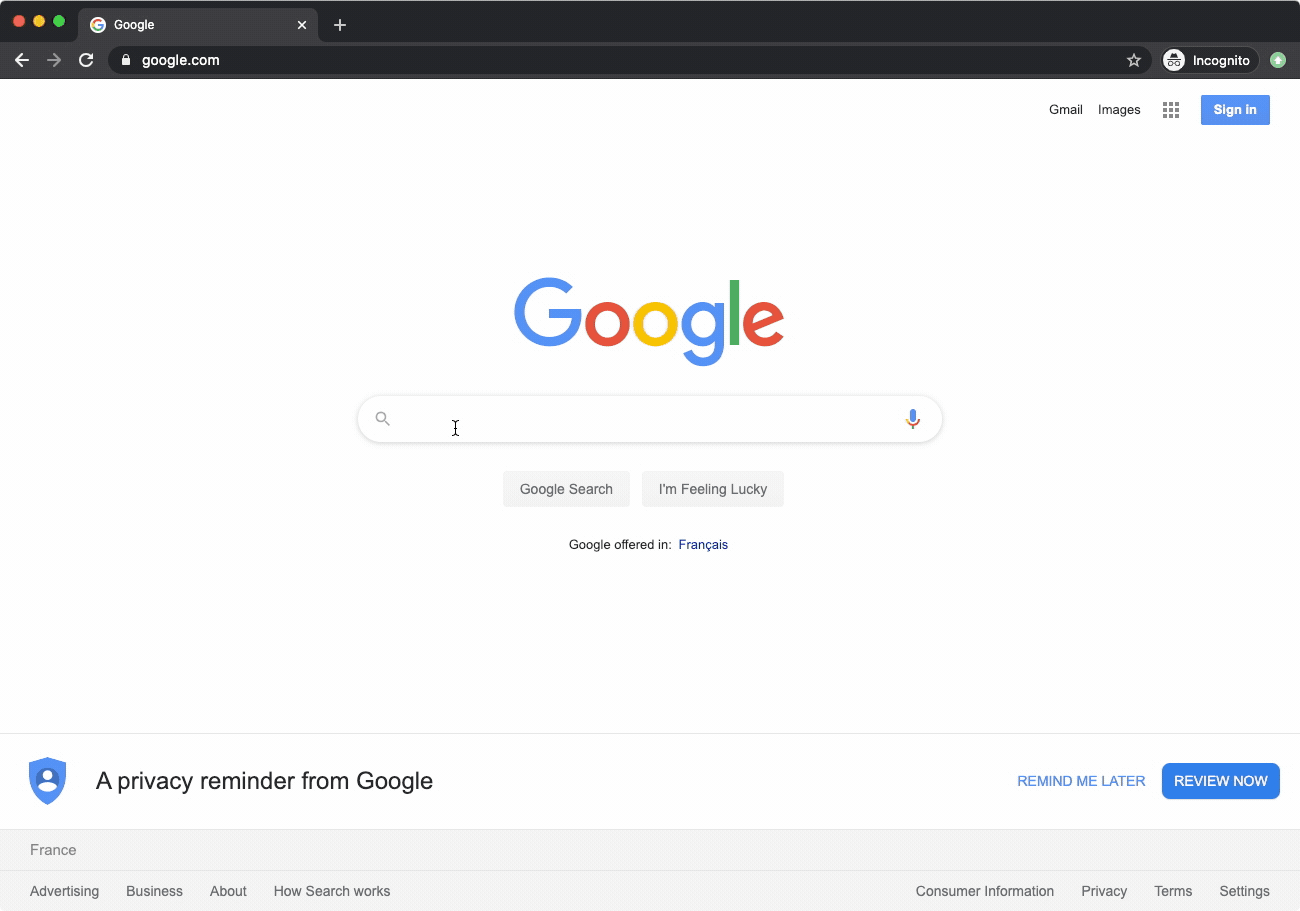 Google
google.com
Incognito
Gmail Images Sign in
Google
Google Search I'm Feeling Lucky
Google offered in: Français
A privacy reminder from Google REMIND ME LATER REVIEW NOW
France
Advertising Business About How Search works Consumer Information Privacy Terms Settings